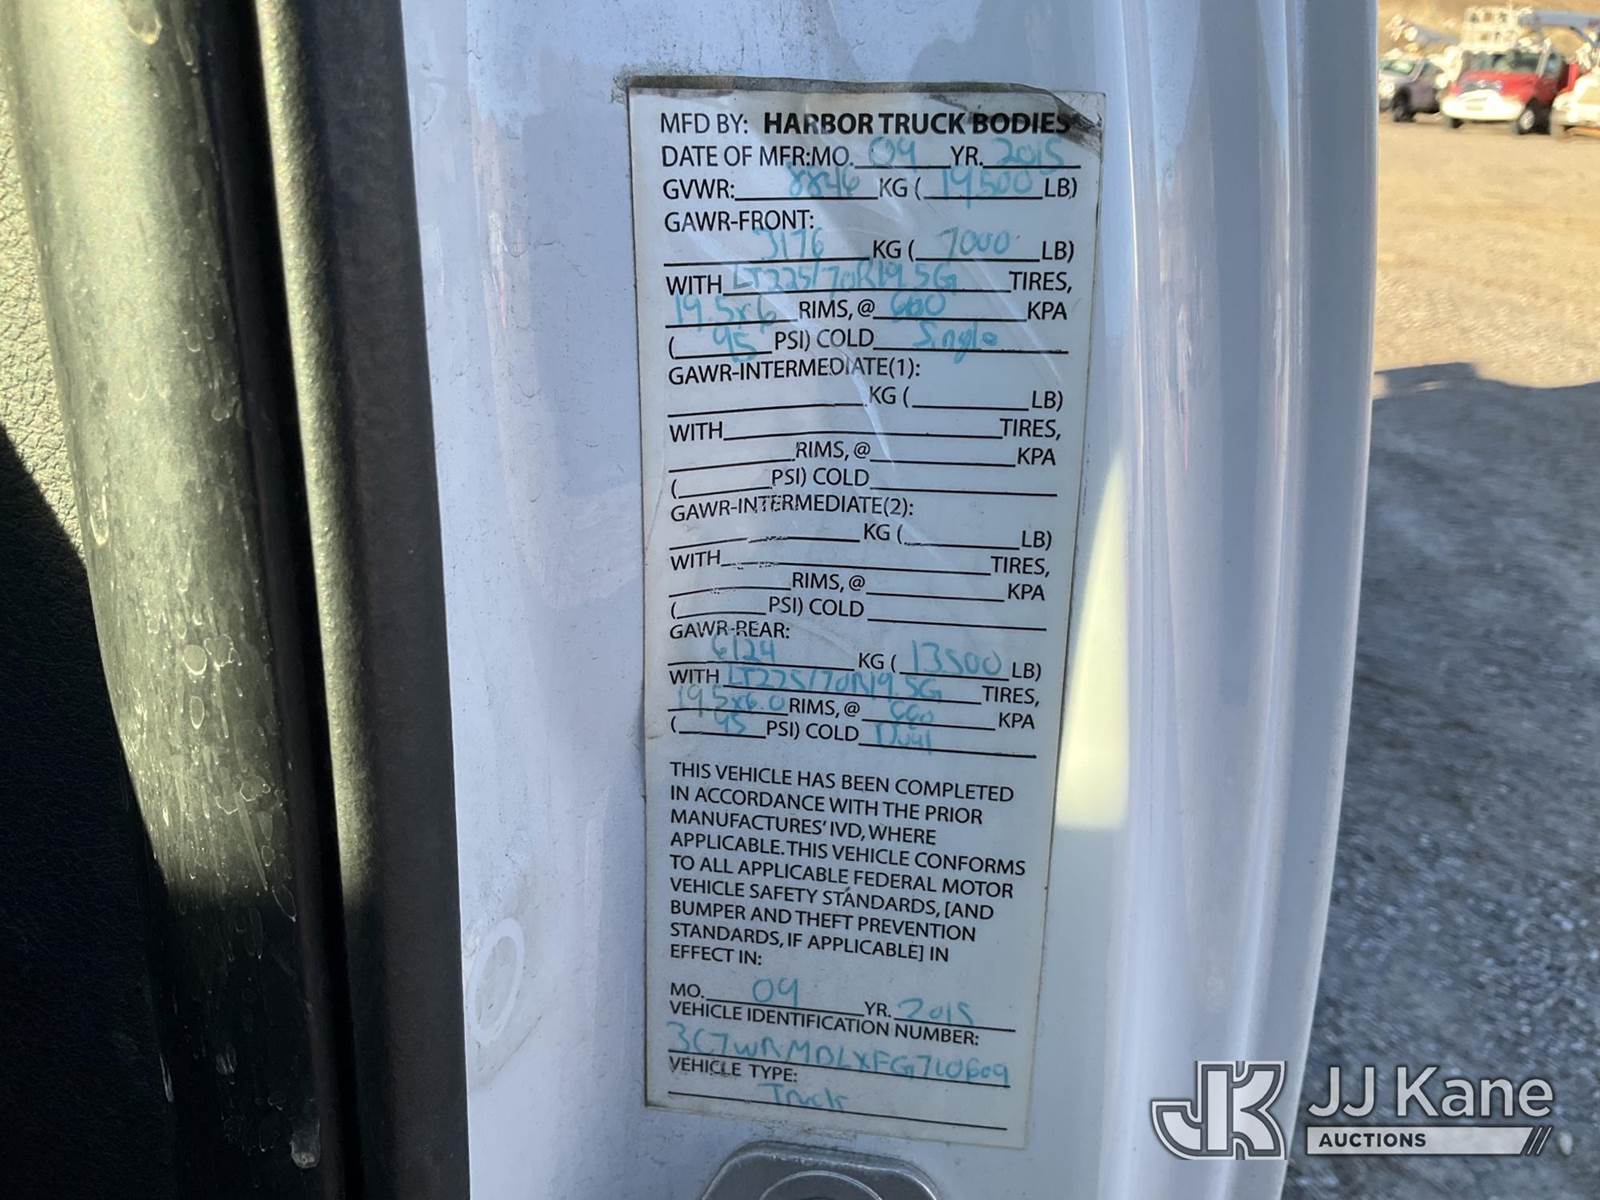 MFD BY: HARBOR TRUCK BODIES
DATE OF MFR:MO. 09 YR. 2015
GVWR: 8846 KG ( 19500 LB)
GAWR-FRONT:
3176 KG ( 7000 LB)
WITH LT225/70R19.5G TIRES,
19.5x6 RIMS, @ 660 KPA
( 95 PSI) COLD Single
GAWR-INTERMEDIATE(1):
KG ( LB)
WITH TIRES,
RIMS, @ KPA
( PSI) COLD
GAWR-INTERMEDIATE(2):
KG ( LB)
WITH TIRES,
RIMS, @ KPA
( PSI) COLD
GAWR-REAR:
6124 KG ( 13500 LB)
WITH LT225/70R19.5G TIRES,
19.5x6.0 RIMS, @ 660 KPA
( 95 PSI) COLD Dual
THIS VEHICLE HAS BEEN COMPLETED
IN ACCORDANCE WITH THE PRIOR
MANUFACTURES' IVD, WHERE
APPLICABLE. THIS VEHICLE CONFORMS
TO ALL APPLICABLE FEDERAL MOTOR
VEHICLE SAFETY STANDARDS, [AND
BUMPER AND THEFT PREVENTION
STANDARDS, IF APPLICABLE] IN
EFFECT IN:
MO. 09 YR. 2015
VEHICLE IDENTIFICATION NUMBER:
VEHICLE TYPE:
Truck
JJ Kane
AUCTIONS